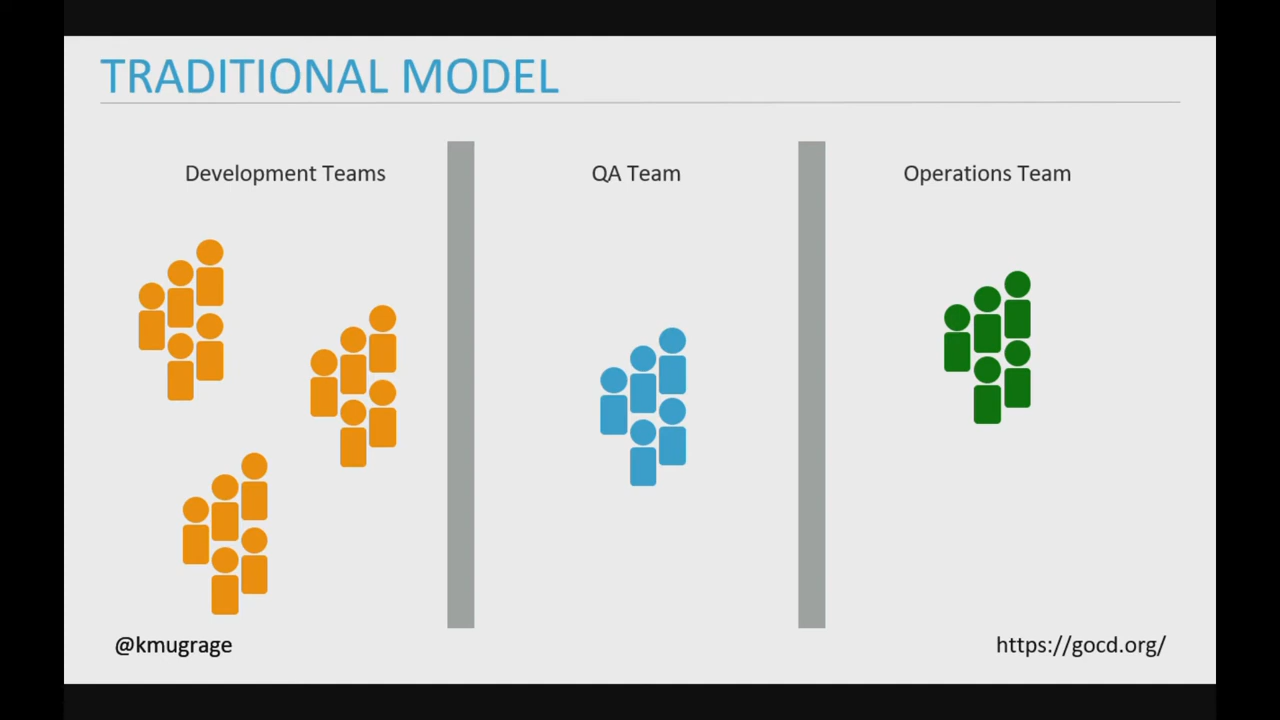 TRADITIONAL MODEL
Development Teams
QA Team
Operations Team
@kmugrage
https://gocd.org/